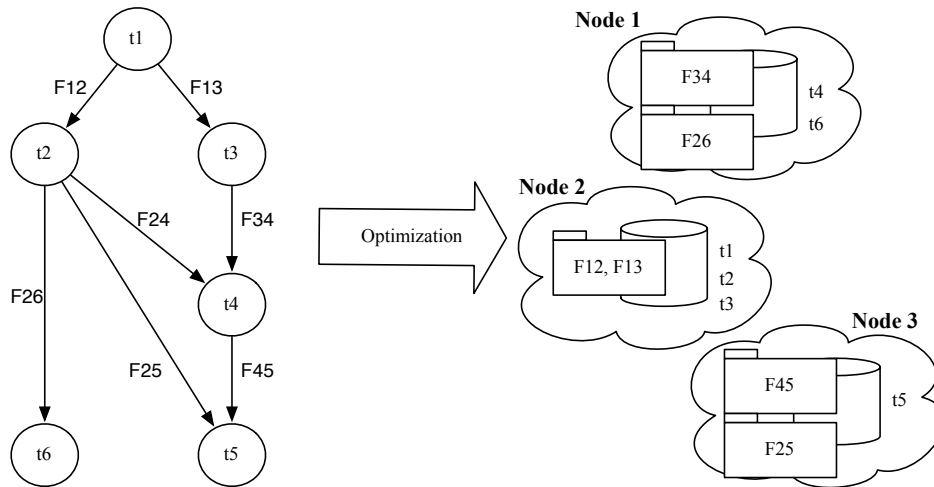 t1
F12
F13
t2
t3
F24
F34
F26
t4
F25
F45
t6
t5
Optimization
Node 1
F34
t4
t6
F26
Node 2
F12, F13
t1
t2
t3
Node 3
F45
t5
F25